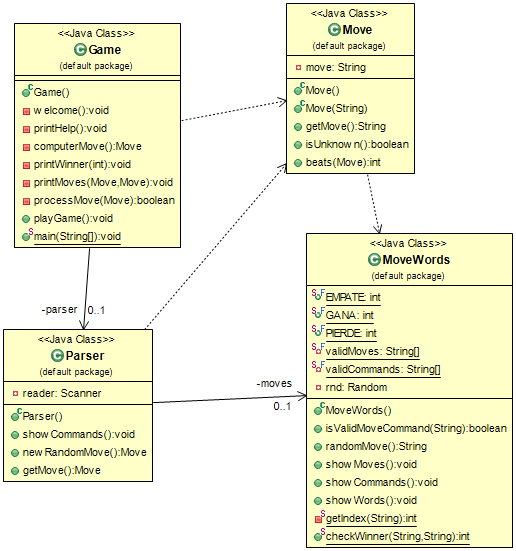 <<Java Class>>
Game
(default package)
Game()
welcome():void
printHelp():void
computerMove():Move
printWinner(int):void
printMoves(Move,Move):void
processMove(Move):boolean
playGame():void
main(String[]):void
<<Java Class>>
Move
(default package)
move: String
Move()
Move(String)
getMove():String
isUnknown():boolean
beats(Move):int
-parser
0..1
<<Java Class>>
Parser
(default package)
reader: Scanner
Parser()
showCommands():void
newRandomMove():Move
getMove():Move
-moves
0..1
<<Java Class>>
MoveWords
(default package)
EMPATE: int
GANA: int
PIERDE: int
validMoves: String[]
validCommands: String[]
rnd: Random
MoveWords()
isValidMoveCommand(String):boolean
randomMove():String
showMoves():void
showCommands():void
showWords():void
getIndex(String):int
checkWinner(String,String):int